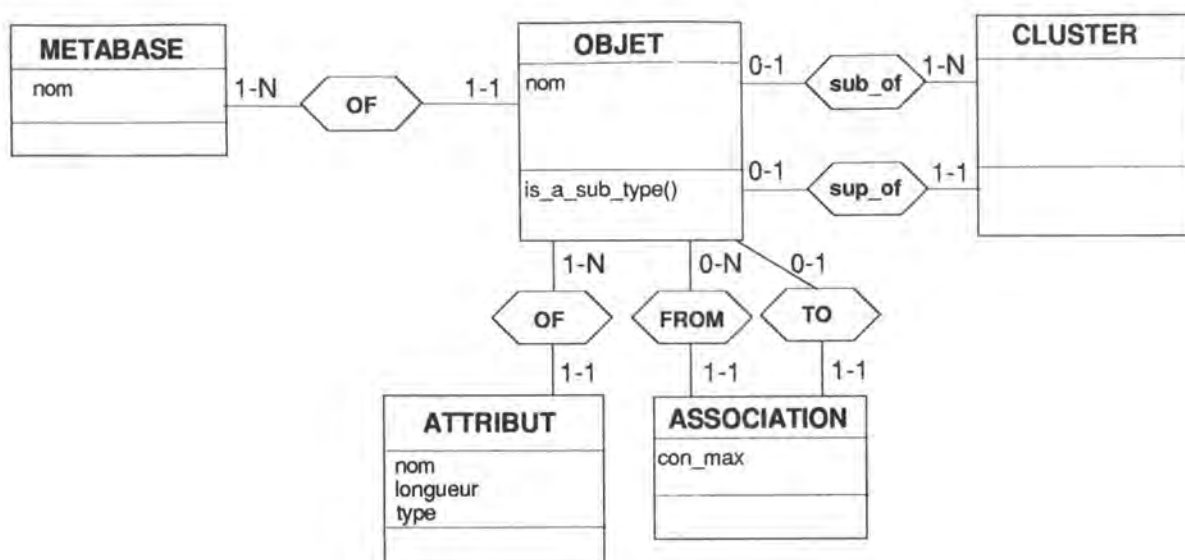 METABASE
nom
1-N
OF
1-1
OBJET
nom
is_a_sub_type()
0-1
sub_of
1-N
0-1
sup_of
1-1
CLUSTER
1-N
OF
1-1
0-N
FROM
1-1
0-1
TO
1-1
ATTRIBUT
nom
longueur
type
ASSOCIATION
con_max